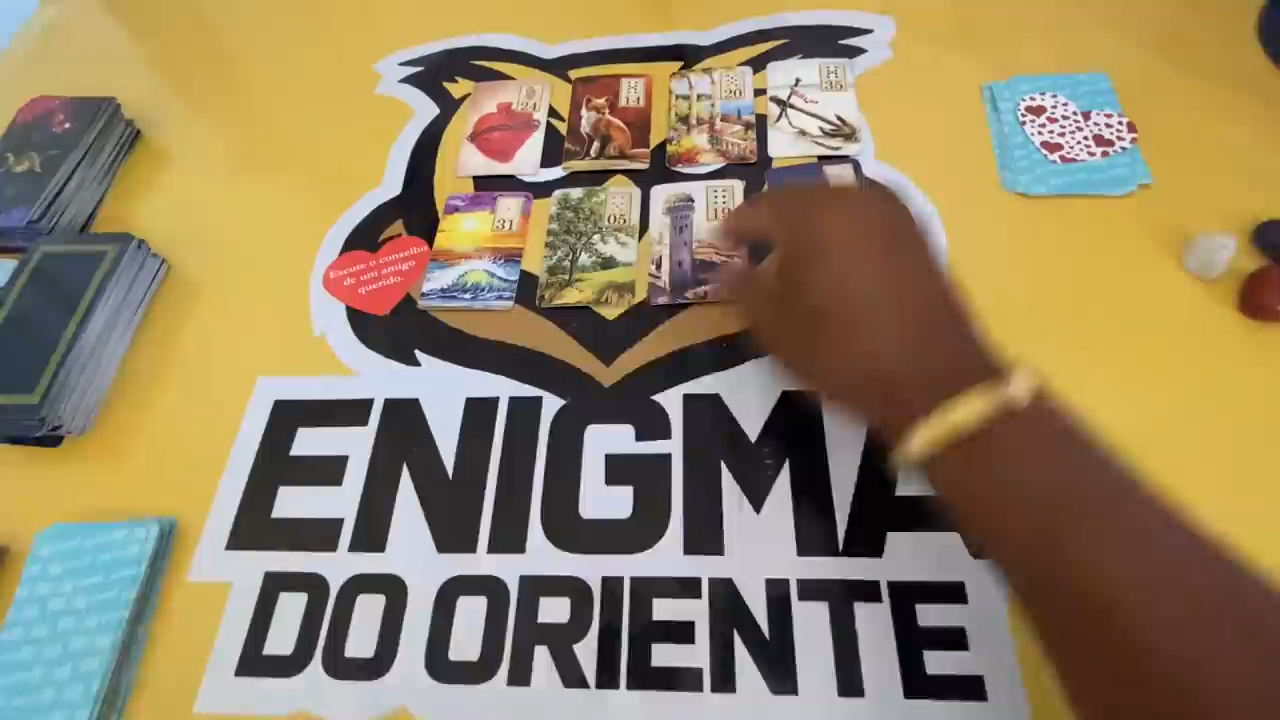 24
14
20
35
31
05
19
Escute o conselho
de um amigo
querido.
ENIGMA
DO ORIENTE